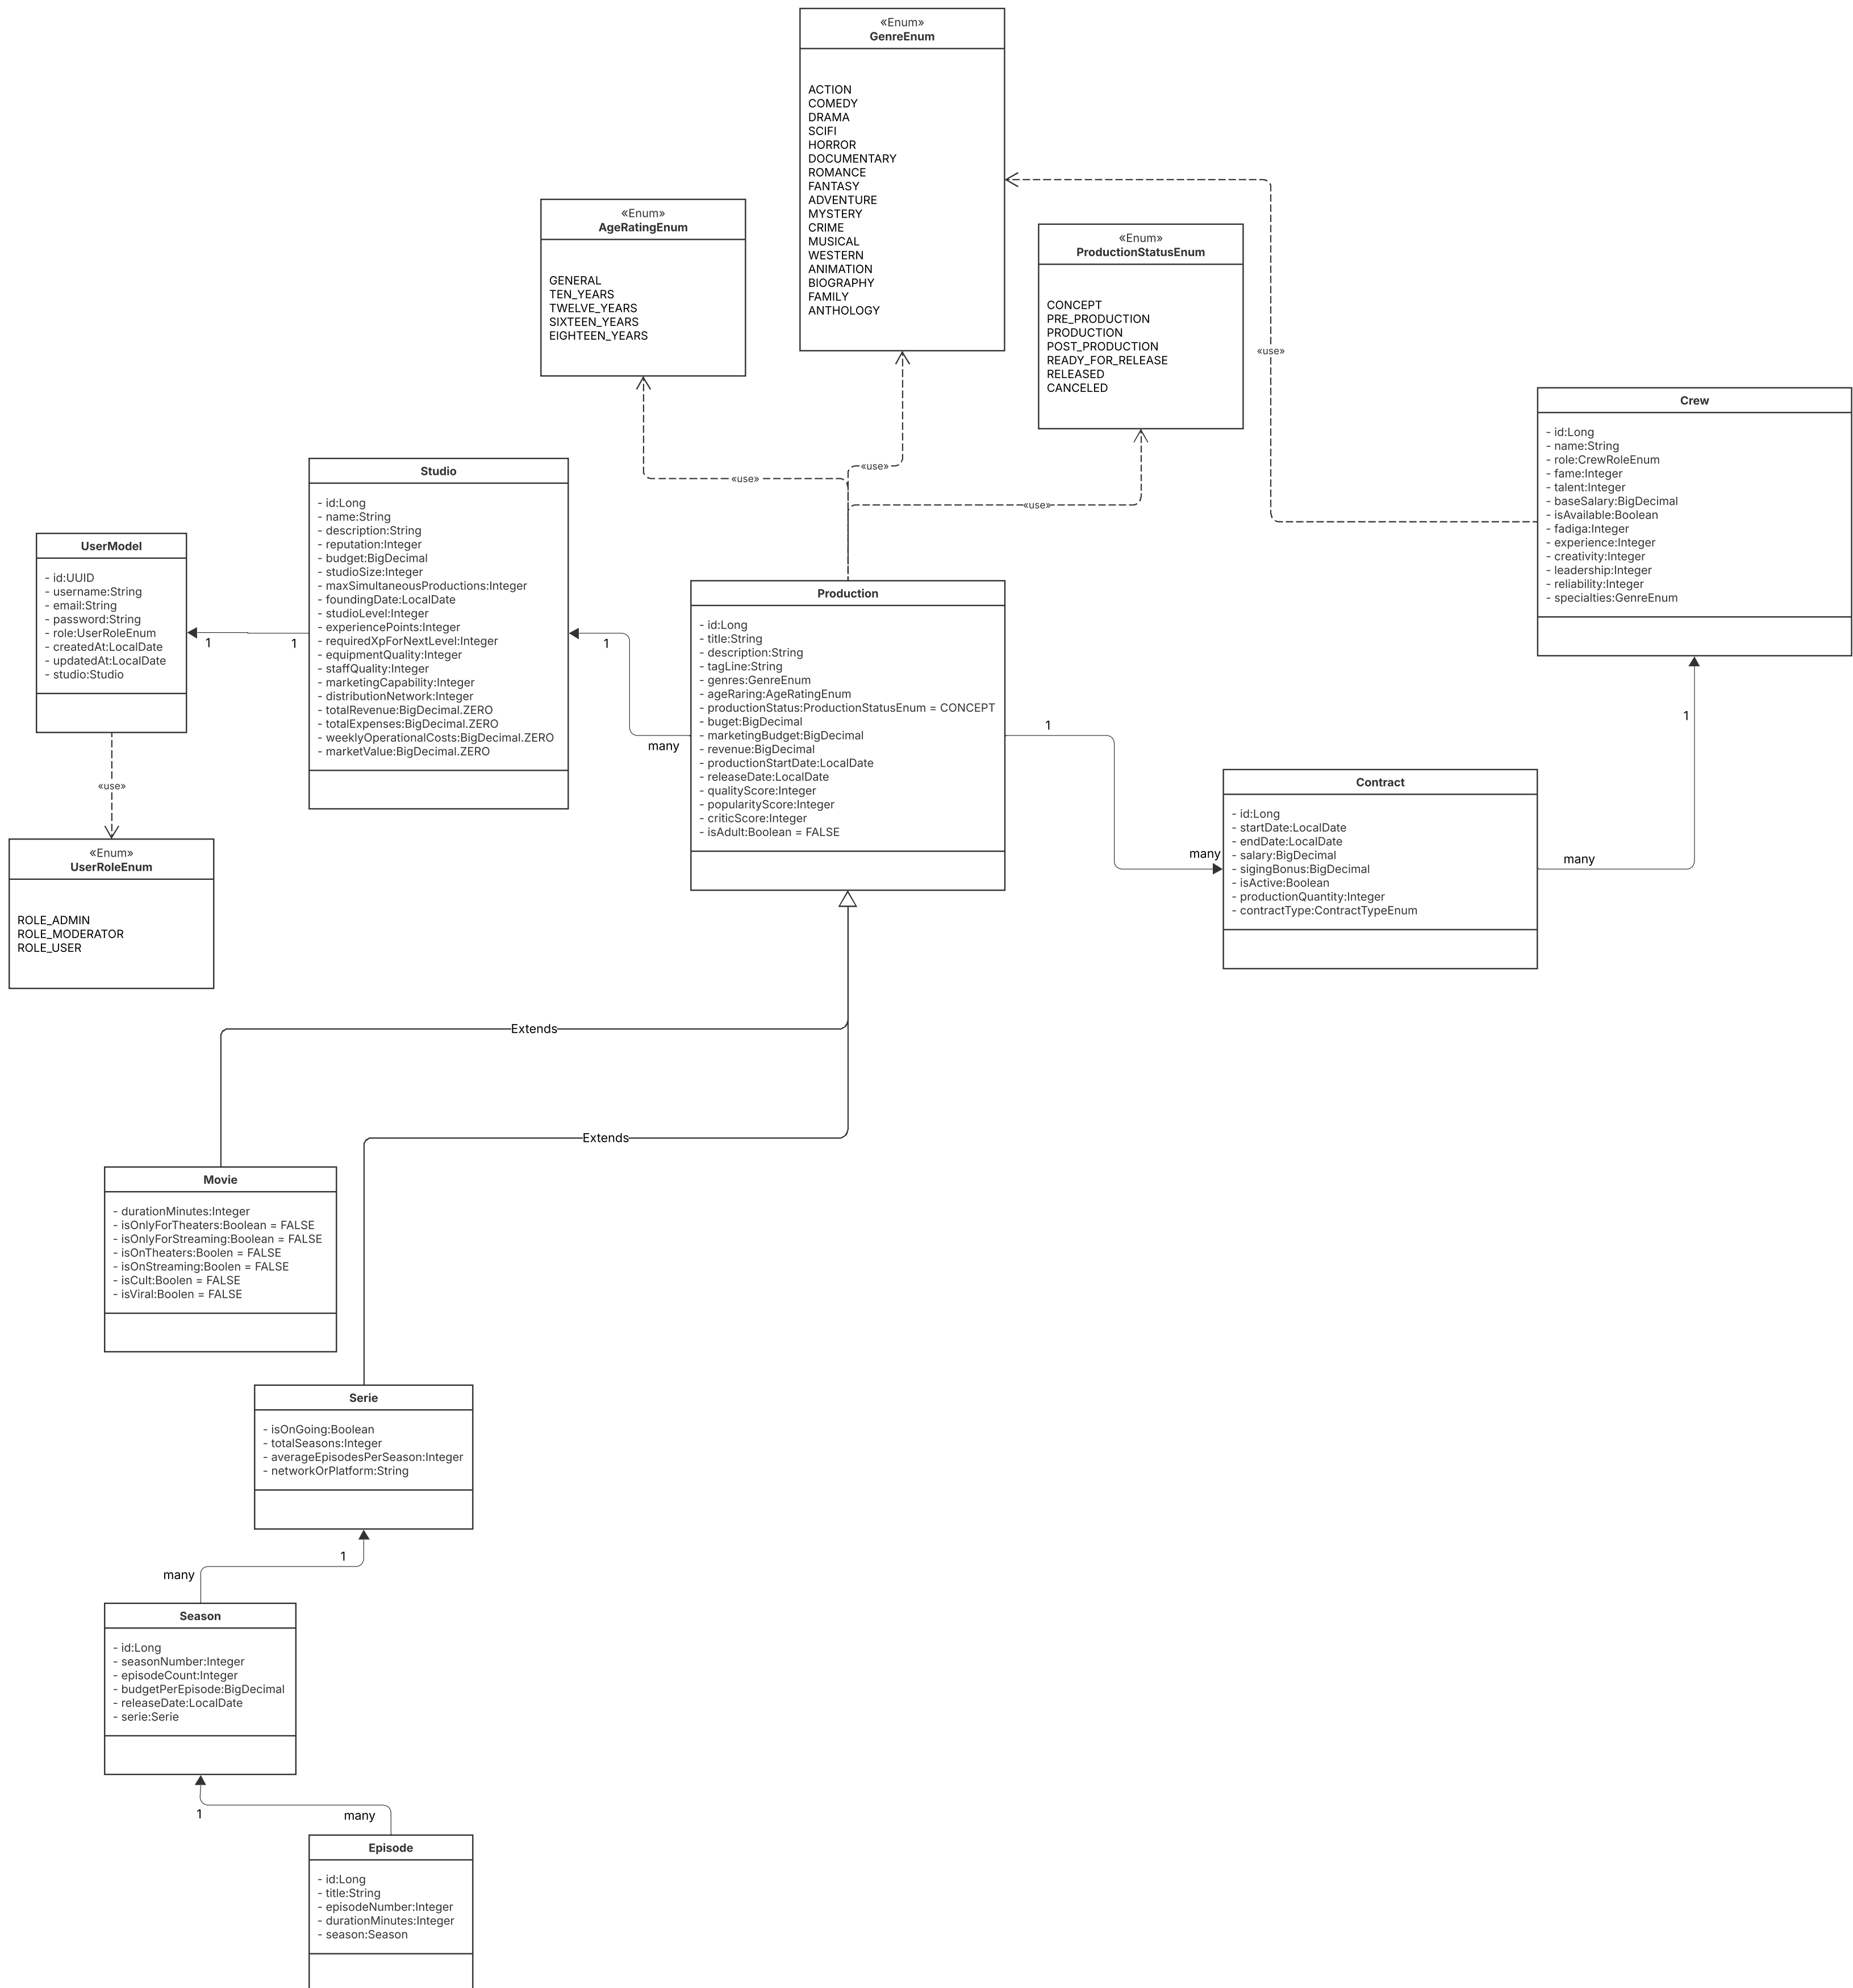 «Enum»
GenreEnum
ACTION
COMEDY
DRAMA
SCIFI
HORROR
DOCUMENTARY
ROMANCE
FANTASY
ADVENTURE
MYSTERY
CRIME
MUSICAL
WESTERN
ANIMATION
BIOGRAPHY
FAMILY
ANTHOLOGY
«Enum»
AgeRatingEnum
GENERAL
TEN_YEARS
TWELVE_YEARS
SIXTEEN_YEARS
EIGHTEEN_YEARS
«Enum»
ProductionStatusEnum
CONCEPT
PRE_PRODUCTION
PRODUCTION
POST_PRODUCTION
READY_FOR_RELEASE
RELEASED
CANCELED
«use»
«use»
«use»
«use»
Crew
- id:Long
- name:String
- role:CrewRoleEnum
- fame:Integer
- talent:Integer
- baseSalary:BigDecimal
- isAvailable:Boolean
- fadiga:Integer
- experience:Integer
- creativity:Integer
- leadership:Integer
- reliability:Integer
- specialties:GenreEnum
Studio
- id:Long
- name:String
- description:String
- reputation:Integer
- budget:BigDecimal
- studioSize:Integer
- maxSimultaneousProductions:Integer
- foundingDate:LocalDate
- studioLevel:Integer
- experiencePoints:Integer
- requiredXpForNextLevel:Integer
- equipmentQuality:Integer
- staffQuality:Integer
- marketingCapability:Integer
- distributionNetwork:Integer
- totalRevenue:BigDecimal.ZERO
- totalExpenses:BigDecimal.ZERO
- weeklyOperationalCosts:BigDecimal.ZERO
- marketValue:BigDecimal.ZERO
UserModel
- id:UUID
- username:String
- email:String
- password:String
- role:UserRoleEnum
- createdAt:LocalDate
- updatedAt:LocalDate
- studio:Studio
1
1
1
many
Production
- id:Long
- title:String
- description:String
- tagLine:String
- genres:GenreEnum
- ageRaring:AgeRatingEnum
- productionStatus:ProductionStatusEnum = CONCEPT
- buget:BigDecimal
- marketingBudget:BigDecimal
- revenue:BigDecimal
- productionStartDate:LocalDate
- releaseDate:LocalDate
- qualityScore:Integer
- popularityScore:Integer
- criticScore:Integer
- isAdult:Boolean = FALSE
1
many
Contract
- id:Long
- startDate:LocalDate
- endDate:LocalDate
- salary:BigDecimal
- sigingBonus:BigDecimal
- isActive:Boolean
- productionQuantity:Integer
- contractType:ContractTypeEnum
many
1
«use»
«Enum»
UserRoleEnum
ROLE_ADMIN
ROLE_MODERATOR
ROLE_USER
Extends
Extends
Movie
- durationMinutes:Integer
- isOnlyForTheaters:Boolean = FALSE
- isOnlyForStreaming:Boolean = FALSE
- isOnTheaters:Boolen = FALSE
- isOnStreaming:Boolen = FALSE
- isCult:Boolen = FALSE
- isViral:Boolen = FALSE
Serie
- isOnGoing:Boolean
- totalSeasons:Integer
- averageEpisodesPerSeason:Integer
- networkOrPlatform:String
1
many
Season
- id:Long
- seasonNumber:Integer
- episodeCount:Integer
- budgetPerEpisode:BigDecimal
- releaseDate:LocalDate
- serie:Serie
1
many
Episode
- id:Long
- title:String
- episodeNumber:Integer
- durationMinutes:Integer
- season:Season